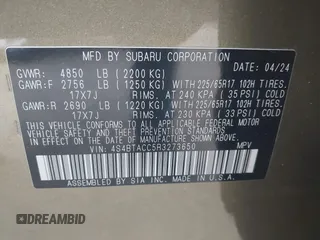 MFD BY SUBARU CORPORATION 04/24
GVWR: 4850 LB (2200 KG)
GAWR:F 2756 LB (1250 KG) WITH 225/65R17 102H TIRES,
17X7J RIMS, AT 240 KPA (35 PSI) COLD
GAWR:R 2690 LB (1220 KG) WITH 225/65R17 102H TIRES,
17X7J RIMS, AT 230 KPA (33 PSI) COLD
THIS VEHICLE CONFORMS TO ALL APPLICABLE FEDERAL MOTOR
VEHICLE SAFETY, BUMPER, AND THEFT PREVENTION
STANDARDS IN EFFECT ON THE DATE OF MANUFACTURE
SHOWN ABOVE.
VIN: 4S4BTACC5R3273650 MPV
ASSEMBLED BY SIA INC. MADE IN U.S.A.
© AutoBidMaster